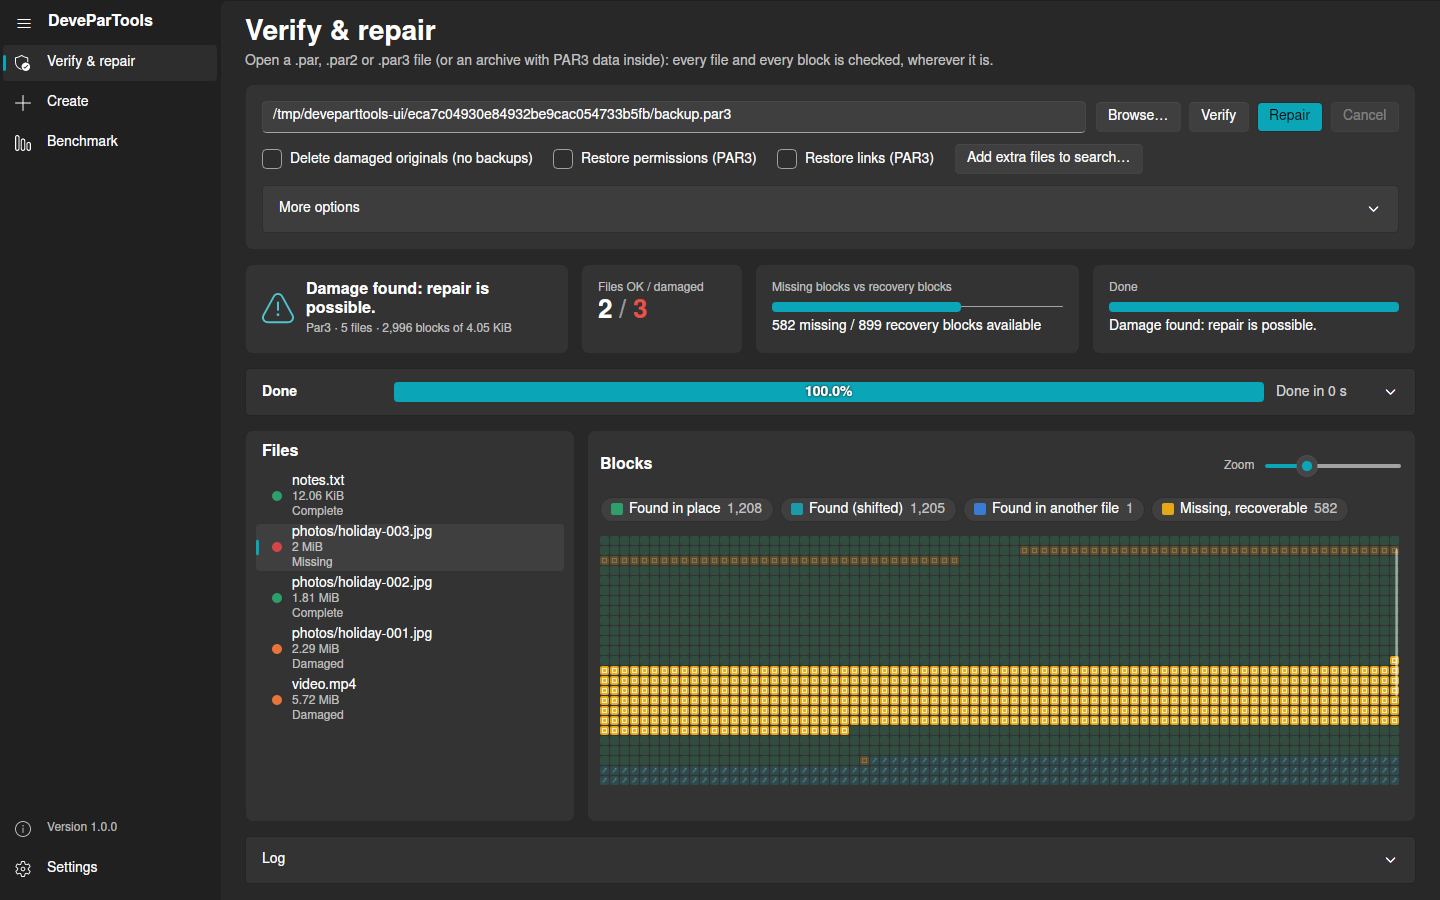 DeveParTools
Verify & repair
Create
Benchmark
Version 1.0.0
Settings
Verify & repair
Open a .par, .par2 or .par3 file (or an archive with PAR3 data inside): every file and every block is checked, wherever it is.
/tmp/deveparttools-ui/eca7c04930e84932be9cac054733b5fb/backup.par3
Browse...
Verify
Repair
Cancel
Delete damaged originals (no backups)
Restore permissions (PAR3)
Restore links (PAR3)
Add extra files to search...
More options
Damage found: repair is
possible.
Par3 · 5 files · 2,996 blocks of 4.05 KiB
Files OK / damaged
2 / 3
Missing blocks vs recovery blocks
582 missing / 899 recovery blocks available
Done
Damage found: repair is possible.
Done
100.0%
Done in 0 s
Files
notes.txt
12.06 KiB
Complete
photos/holiday-003.jpg
2 MiB
Missing
photos/holiday-002.jpg
1.81 MiB
Complete
photos/holiday-001.jpg
2.29 MiB
Damaged
video.mp4
5.72 MiB
Damaged
Blocks
Zoom
Found in place 1,208
Found (shifted) 1,205
Found in another file 1
Missing, recoverable 582
Log